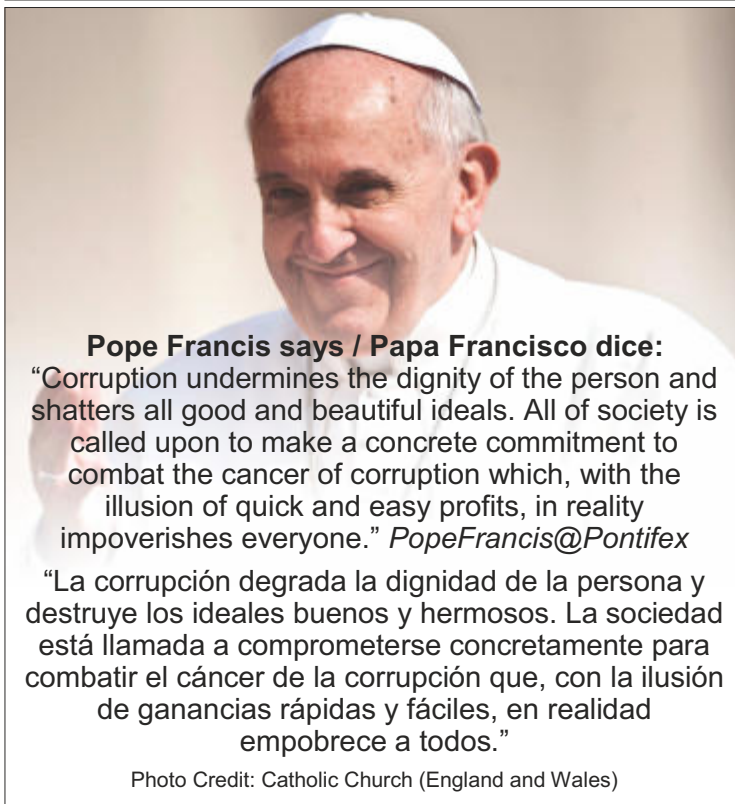 Pope Francis says / Papa Francisco dice:
“Corruption undermines the dignity of the person and
shatters all good and beautiful ideals. All of society is
called upon to make a concrete commitment to
combat the cancer of corruption which, with the
illusion of quick and easy profits, in reality
impoverishes everyone.” PopeFrancis@Pontifex
“La corrupción degrada la dignidad de la persona y
destruye los ideales buenos y hermosos. La sociedad
está llamada a comprometerse concretamente para
combatir el cáncer de la corrupción que, con la ilusión
de ganancias rápidas y fáciles, en realidad
empobrece a todos.”
Photo Credit: Catholic Church (England and Wales)